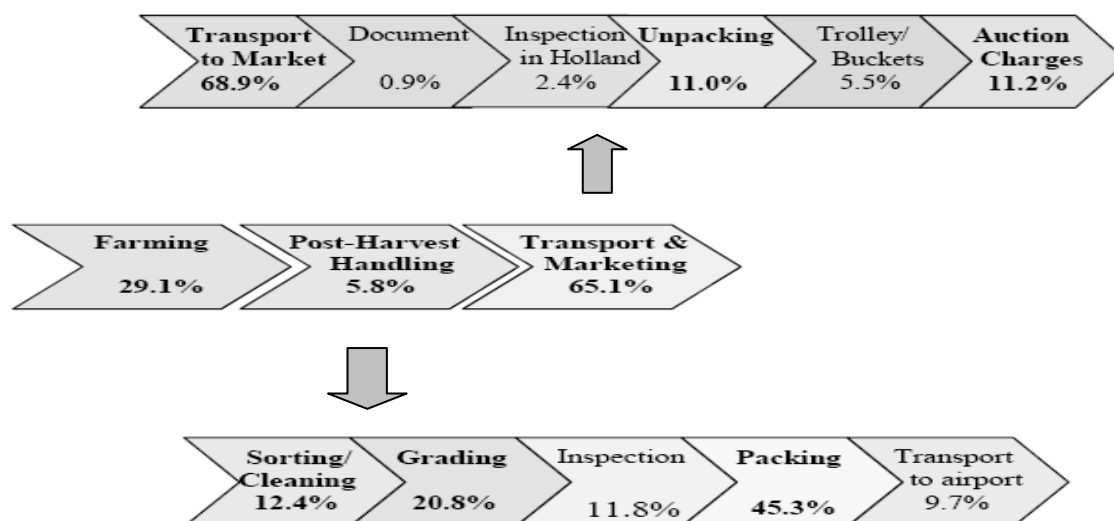 Transport
to Market
68.9%
Document
0.9%
Inspection
in Holland
2.4%
Unpacking
11.0%
Trolley/
Buckets
5.5%
Auction
Charges
11.2%
Farming
29.1%
Post-Harvest
Handling
5.8%
Transport &
Marketing
65.1%
Sorting/
Cleaning
12.4%
Grading
20.8%
Inspection
11.8%
Packing
45.3%
Transport
to airport
9.7%